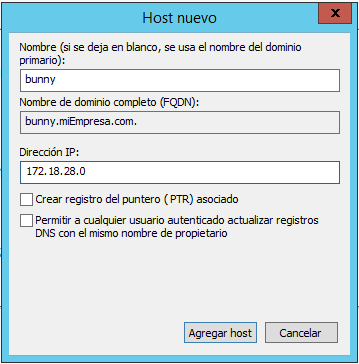 Host nuevo
x
Nombre (si se deja en blanco, se usa el nombre del dominio
primario):
bunny
Nombre de dominio completo (FQDN):
bunny.miEmpresa.com.
Dirección IP:
172.18.28.0
Crear registro del puntero ( PTR) asociado
Permitir a cualquier usuario autenticado actualizar registros
DNS con el mismo nombre de propietario
Agregar host
Cancelar